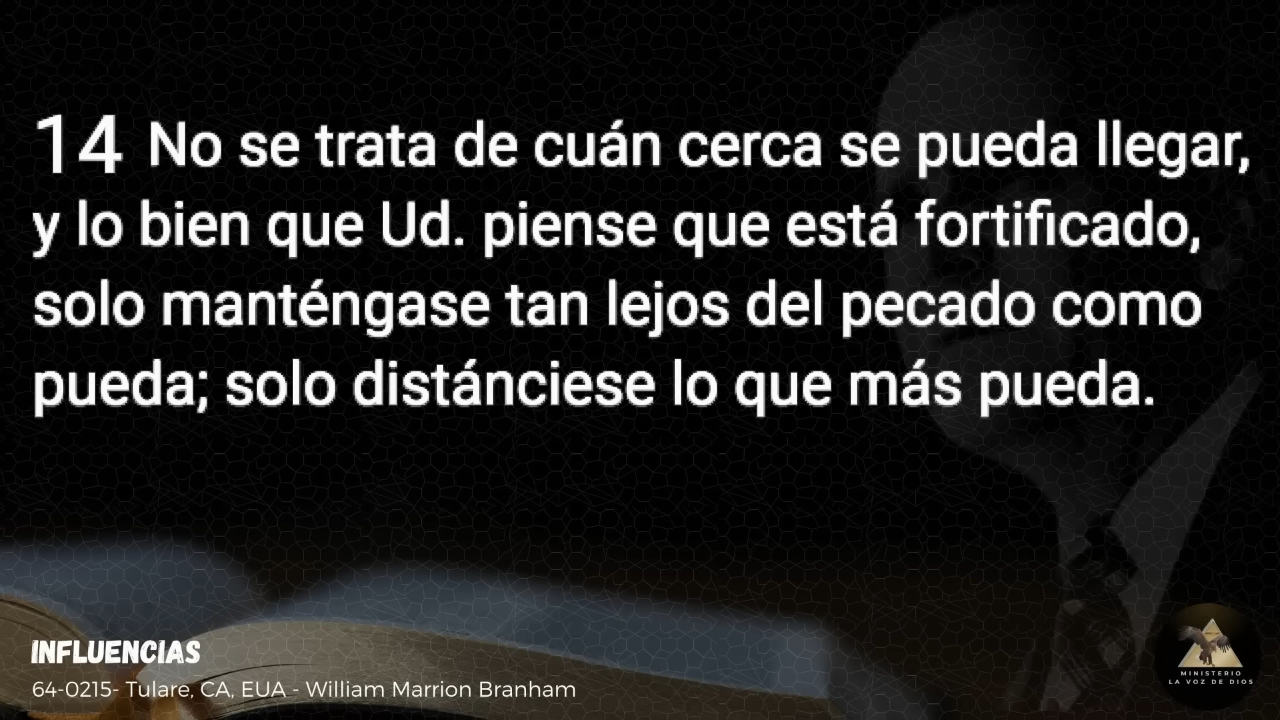 14 No se trata de cuán cerca se pueda llegar,
y lo bien que Ud. piense que está fortificado,
solo manténgase tan lejos del pecado como
pueda; solo distánciese lo que más pueda.
INFLUENCIAS
64-0215- Tulare, CA, EUA - William Marrion Branham
MINISTERIO
LA VOZ DE DIOS